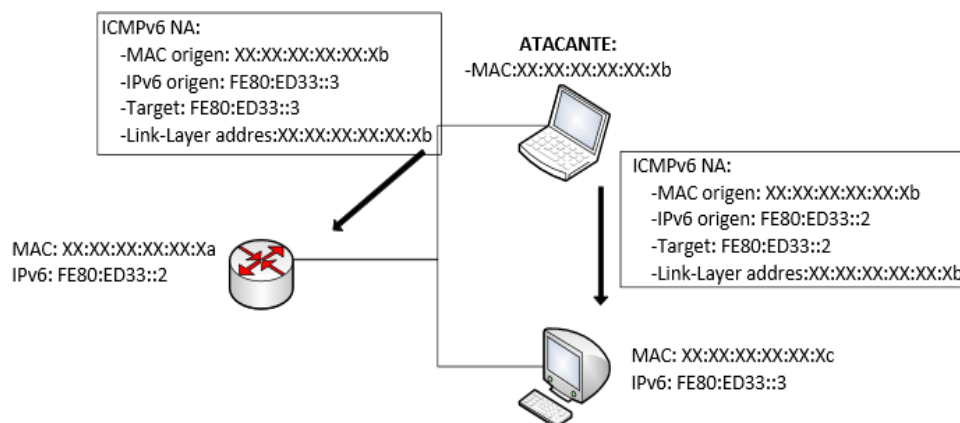 ICMPv6 NA:
-MAC origen: XX:XX:XX:XX:XX:Xb
-IPv6 origen: FE80:ED33::3
-Target: FE80:ED33::3
-Link-Layer addres:XX:XX:XX:XX:XX:Xb
ATACANTE:
-MAC:XX:XX:XX:XX:XX:Xb
ICMPv6 NA:
-MAC origen: XX:XX:XX:XX:XX:Xb
-IPv6 origen: FE80:ED33::2
-Target: FE80:ED33::2
-Link-Layer addres:XX:XX:XX:XX:XX:Xb
MAC: XX:XX:XX:XX:XX:Xa
IPv6: FE80:ED33::2
MAC: XX:XX:XX:XX:XX:Xc
IPv6: FE80:ED33::3